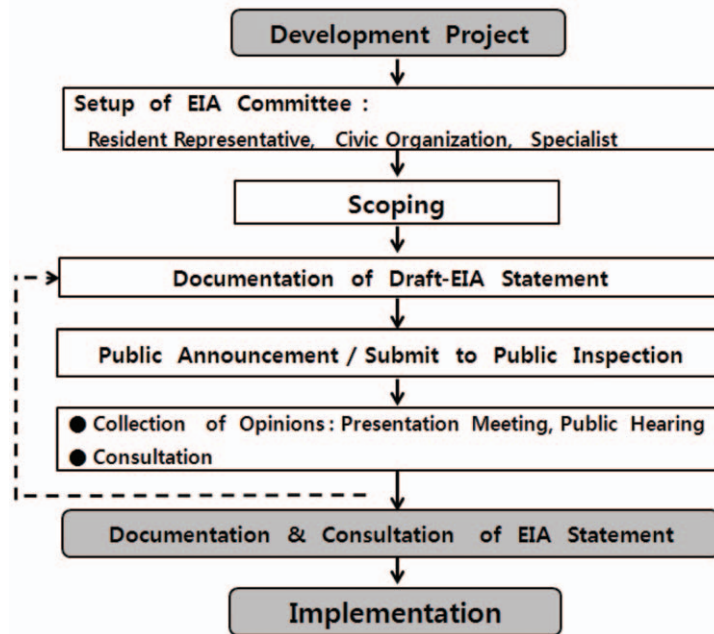 Development Project
Setup of EIA Committee :
Resident Representative, Civic Organization, Specialist
Scoping
Documentation of Draft-EIA Statement
Public Announcement / Submit to Public Inspection
● Collection of Opinions : Presentation Meeting, Public Hearing
● Consultation
Documentation & Consultation of EIA Statement
Implementation